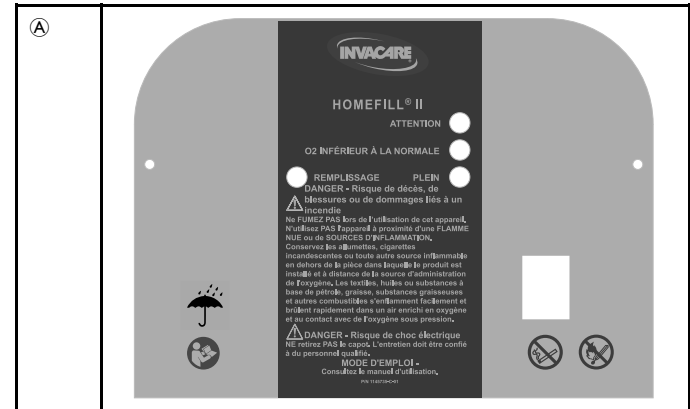 Ⓐ
INVACARE
HOMEFILL® II
ATTENTION
O2 INFÉRIEUR À LA NORMALE
REMPLISSAGE PLEIN
DANGER - Risque de décès, de
blessures ou de dommages liés à un
incendie
Ne FUMEZ PAS lors de l'utilisation de cet appareil.
N'utilisez PAS l'appareil à proximité d'une FLAMME
NUE ou de SOURCES D'INFLAMMATION.
Conservez les allumettes, cigarettes
incandescentes ou toute autre source inflammable
en dehors de la pièce dans laquelle le produit est
installé et à distance de la source d'administration
de l'oxygène. Les textiles, huiles ou substances à
base de pétrole, graisse, substances graisseuses
et autres combustibles s'enflamment facilement et
brûlent rapidement dans un air enrichi en oxygène
et au contact avec de l'oxygène sous pression.
DANGER - Risque de choc électrique
NE retirez PAS le capot. L'entretien doit être confié
à du personnel qualifié.
MODE D'EMPLOI -
Consultez le manuel d'utilisation.
P/N